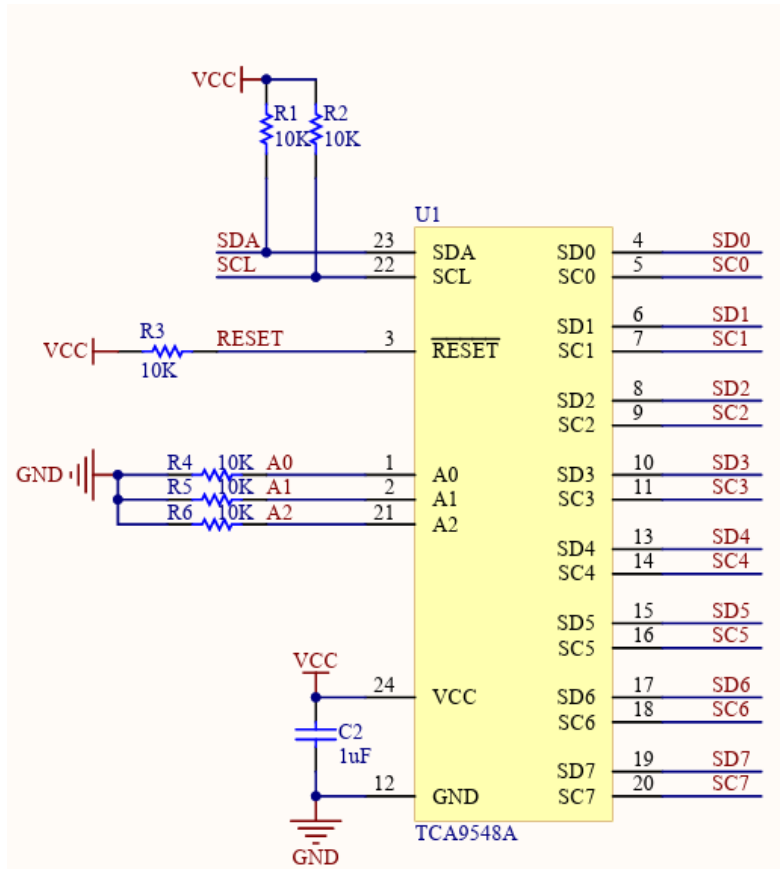 VCC
R1 R2
10K 10K
U1
SDA 23 SDA SD0 4 SD0
SCL 22 SCL SC0 5 SC0
SD1 6 SD1
R3
VCC RESET 3 RESET SC1 7 SC1
10K
SD2 8 SD2
SC2 9 SC2
GND R4 10K A0 1 A0 SD3 10 SD3
R5 10K A1 2 A1 SC3 11 SC3
R6 10K A2 21 A2
SD4 13 SD4
SC4 14 SC4
SD5 15 SD5
SC5 16 SC5
VCC
24 VCC SD6 17 SD6
SC6 18 SC6
C2
1uF
SD7 19 SD7
12 GND SC7 20 SC7
TCA9548A
GND